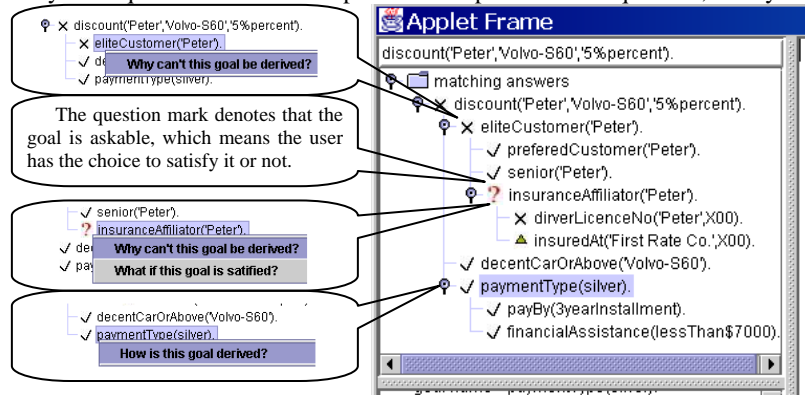 discount('Peter','Volvo-S60','5%percent').
eliteCustomer('Peter').
Why can't this goal be derived?
paymentType(silver).
The question mark denotes that the
goal is askable, which means the user
has the choice to satisfy it or not.
senior('Peter').
? insuranceAffiliator('Peter').
Why can't this goal be derived?
What if this goal is satified?
decentCarOrAbove('Volvo-S60').
paymentType(silver).
How is this goal derived?
Applet Frame
discount('Peter','Volvo-S60','5%percent').
matching answers
discount('Peter','Volvo-S60','5%percent').
eliteCustomer('Peter').
preferedCustomer('Peter').
senior('Peter').
? insuranceAffiliator('Peter').
dirverLicenceNo('Peter',X00).
insuredAt('First Rate Co.',X00).
decentCarOrAbove('Volvo-S60').
paymentType(silver).
payBy(3yearInstallment).
financialAssistance(lessThan$7000).